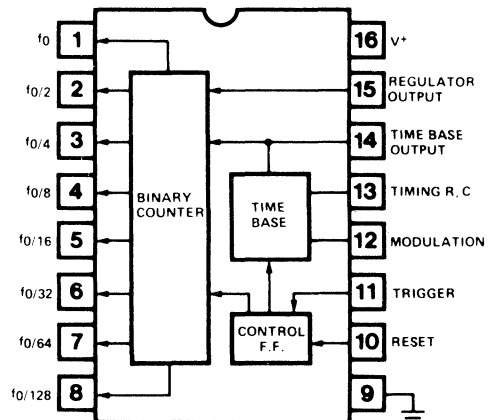 f0 1
f0/2 2
f0/4 3
f0/8 4
f0/16 5
f0/32 6
f0/64 7
f0/128 8
BINARY
COUNTER
TIME
BASE
CONTROL
F.F.
16 V+
15 REGULATOR
OUTPUT
14 TIME BASE
OUTPUT
13 TIMING R, C
12 MODULATION
11 TRIGGER
10 RESET
9